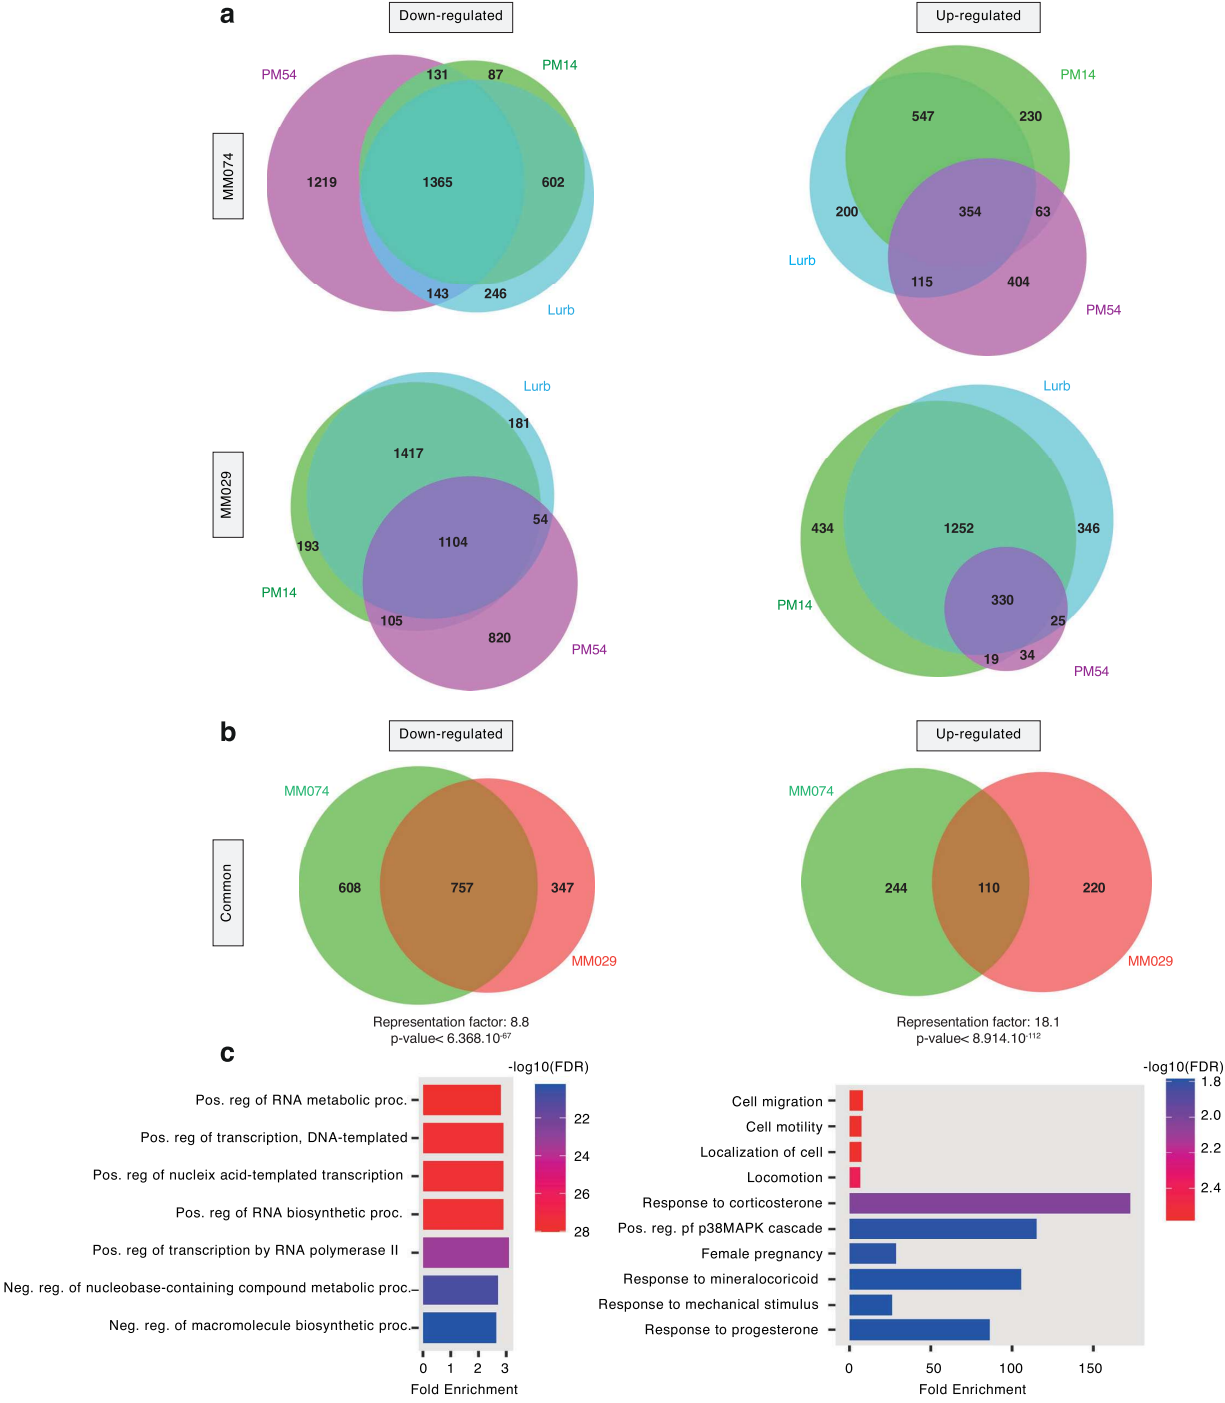 a
Down-regulated
Up-regulated
MM074
PM54
131
87
PM14
1219
1365
602
143
246
Lurb
PM14
547
230
200
354
63
Lurb
115
404
PM54
MM029
Lurb
181
1417
54
1104
193
PM14
105
820
PM54
Lurb
434
1252
346
330
PM14
25
19
34
PM54
b
Down-regulated
Up-regulated
Common
MM074
608
757
347
MM029
Representation factor: 8.8
p-value< 6.368.10-67
MM074
244
110
220
MM029
Representation factor: 18.1
p-value< 8.914.10-112
c
-log10(FDR)
22
24
26
28
Pos. reg of RNA metabolic proc.
Pos. reg of transcription, DNA-templated
Pos. reg of nucleix acid-templated transcription
Pos. reg of RNA biosynthetic proc.
Pos. reg of transcription by RNA polymerase II
Neg. reg. of nucleobase-containing compound metabolic proc.
Neg. reg. of macromolecule biosynthetic proc.
0 1 2 3
Fold Enrichment
-log10(FDR)
1.8
2.0
2.2
2.4
Cell migration
Cell motility
Localization of cell
Locomotion
Response to corticosterone
Pos. reg. pf p38MAPK cascade
Female pregnancy
Response to mineralocorticoid
Response to mechanical stimulus
Response to progesterone
0 50 100 150
Fold Enrichment